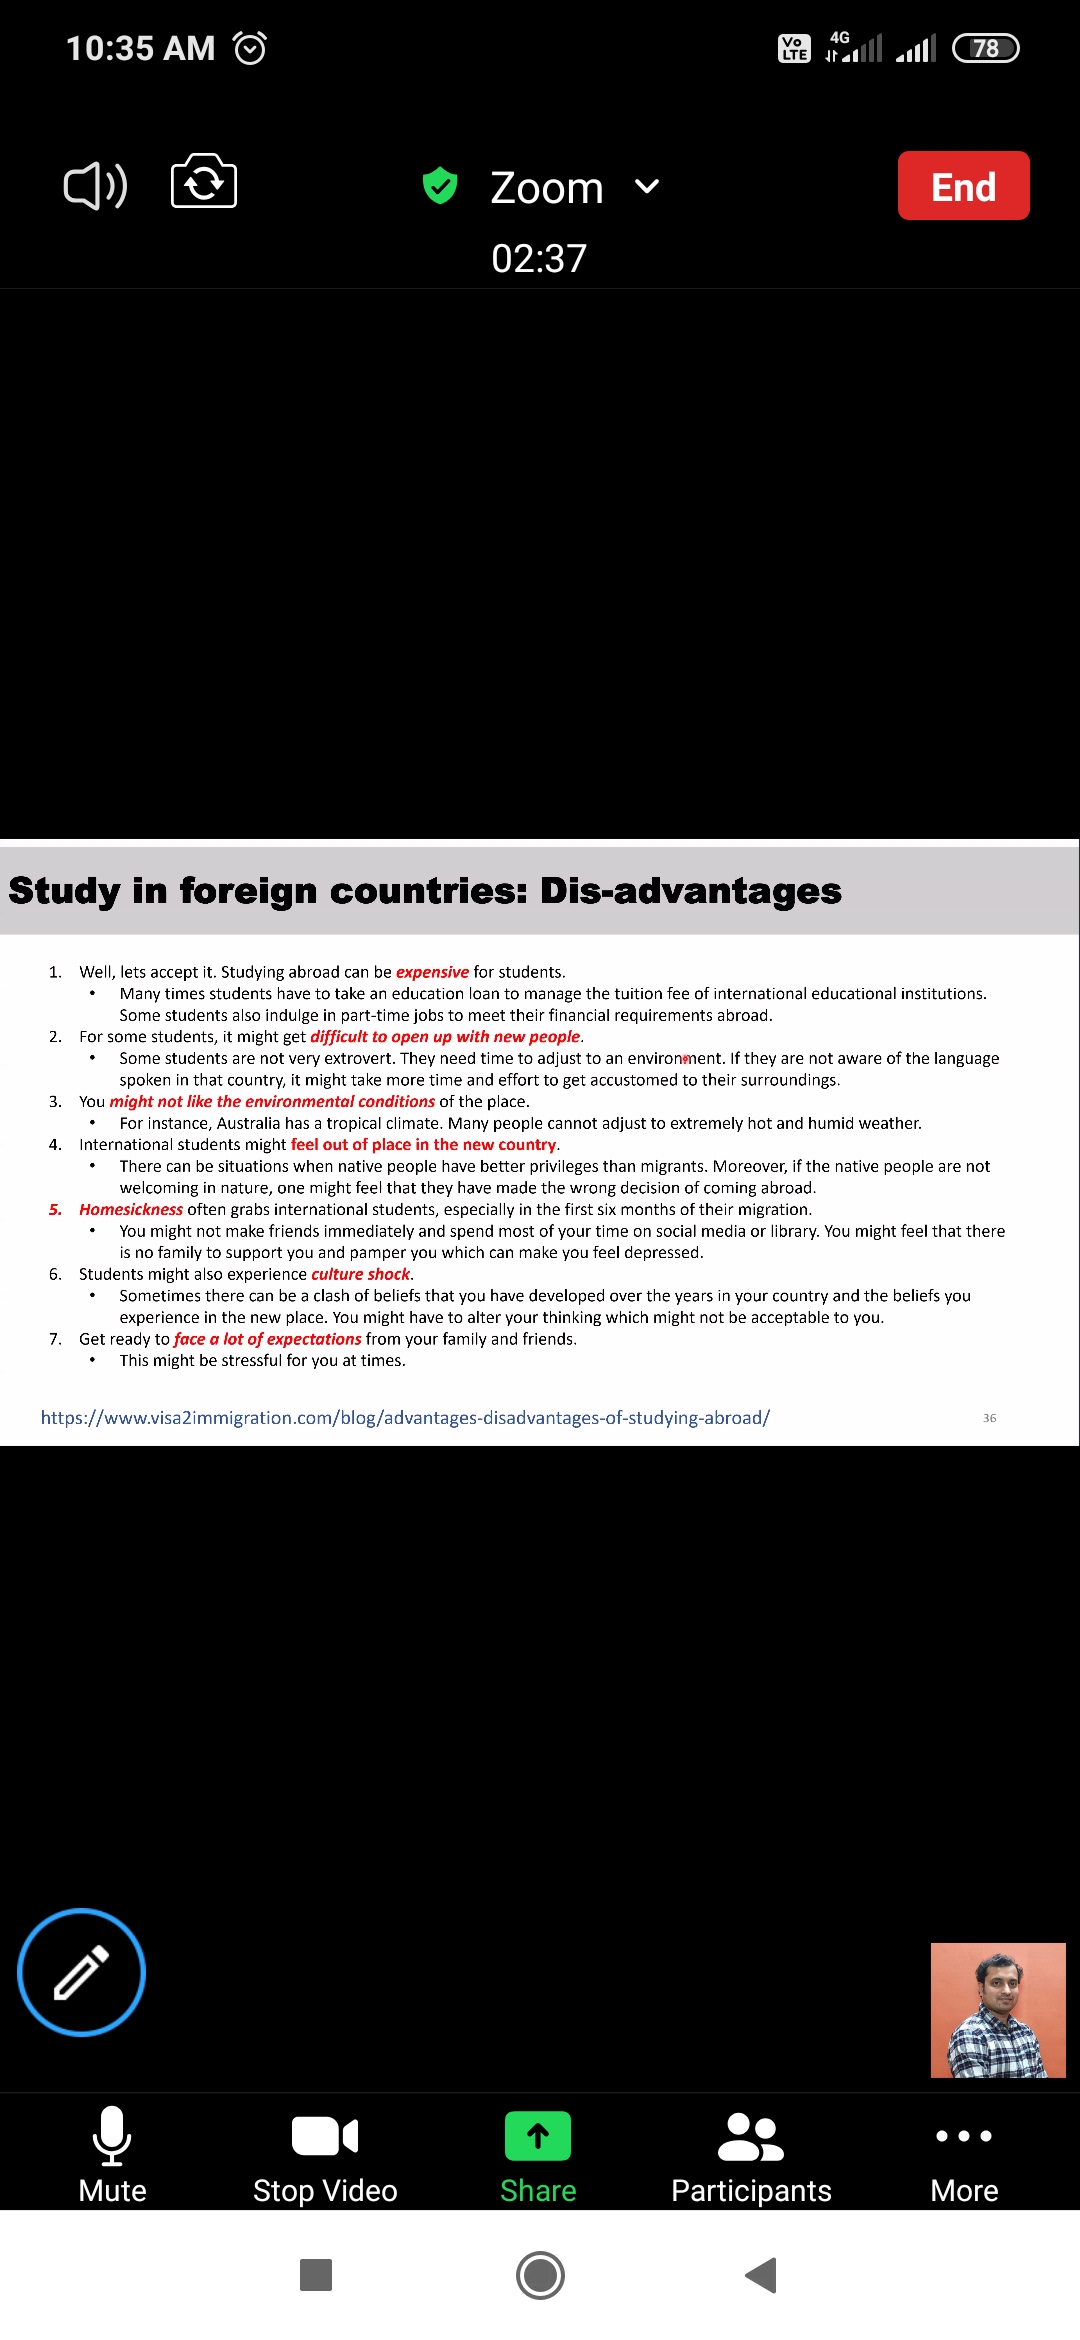 10:35 AM
Vo LTE 4G 78
Zoom
End
02:37
Study in foreign countries: Dis-advantages
1. Well, lets accept it. Studying abroad can be expensive for students.
• Many times students have to take an education loan to manage the tuition fee of international educational institutions.
Some students also indulge in part-time jobs to meet their financial requirements abroad.
2. For some students, it might get difficult to open up with new people.
• Some students are not very extrovert. They need time to adjust to an environment. If they are not aware of the language
spoken in that country, it might take more time and effort to get accustomed to their surroundings.
3. You might not like the environmental conditions of the place.
• For instance, Australia has a tropical climate. Many people cannot adjust to extremely hot and humid weather.
4. International students might feel out of place in the new country.
• There can be situations when native people have better privileges than migrants. Moreover, if the native people are not
welcoming in nature, one might feel that they have made the wrong decision of coming abroad.
5. Homesickness often grabs international students, especially in the first six months of their migration.
• You might not make friends immediately and spend most of your time on social media or library. You might feel that there
is no family to support you and pamper you which can make you feel depressed.
6. Students might also experience culture shock.
• Sometimes there can be a clash of beliefs that you have developed over the years in your country and the beliefs you
experience in the new place. You might have to alter your thinking which might not be acceptable to you.
7. Get ready to face a lot of expectations from your family and friends.
• This might be stressful for you at times.
https://www.visa2immigration.com/blog/advantages-disadvantages-of-studying-abroad/
36
Mute
Stop Video
Share
Participants
More